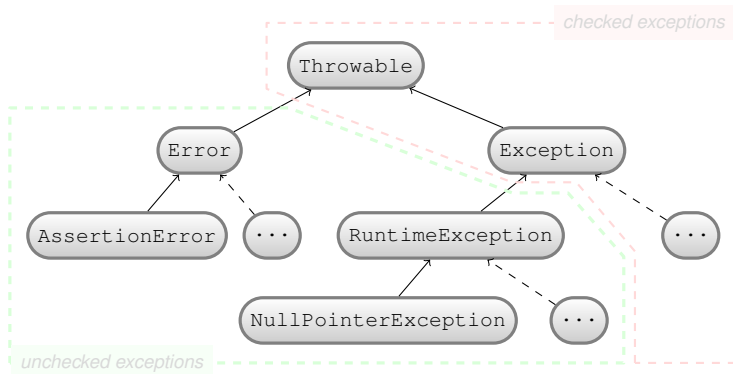 checked exceptions
Throwable
Error
Exception
AssertionError
...
RuntimeException
...
NullPointerException
...
unchecked exceptions